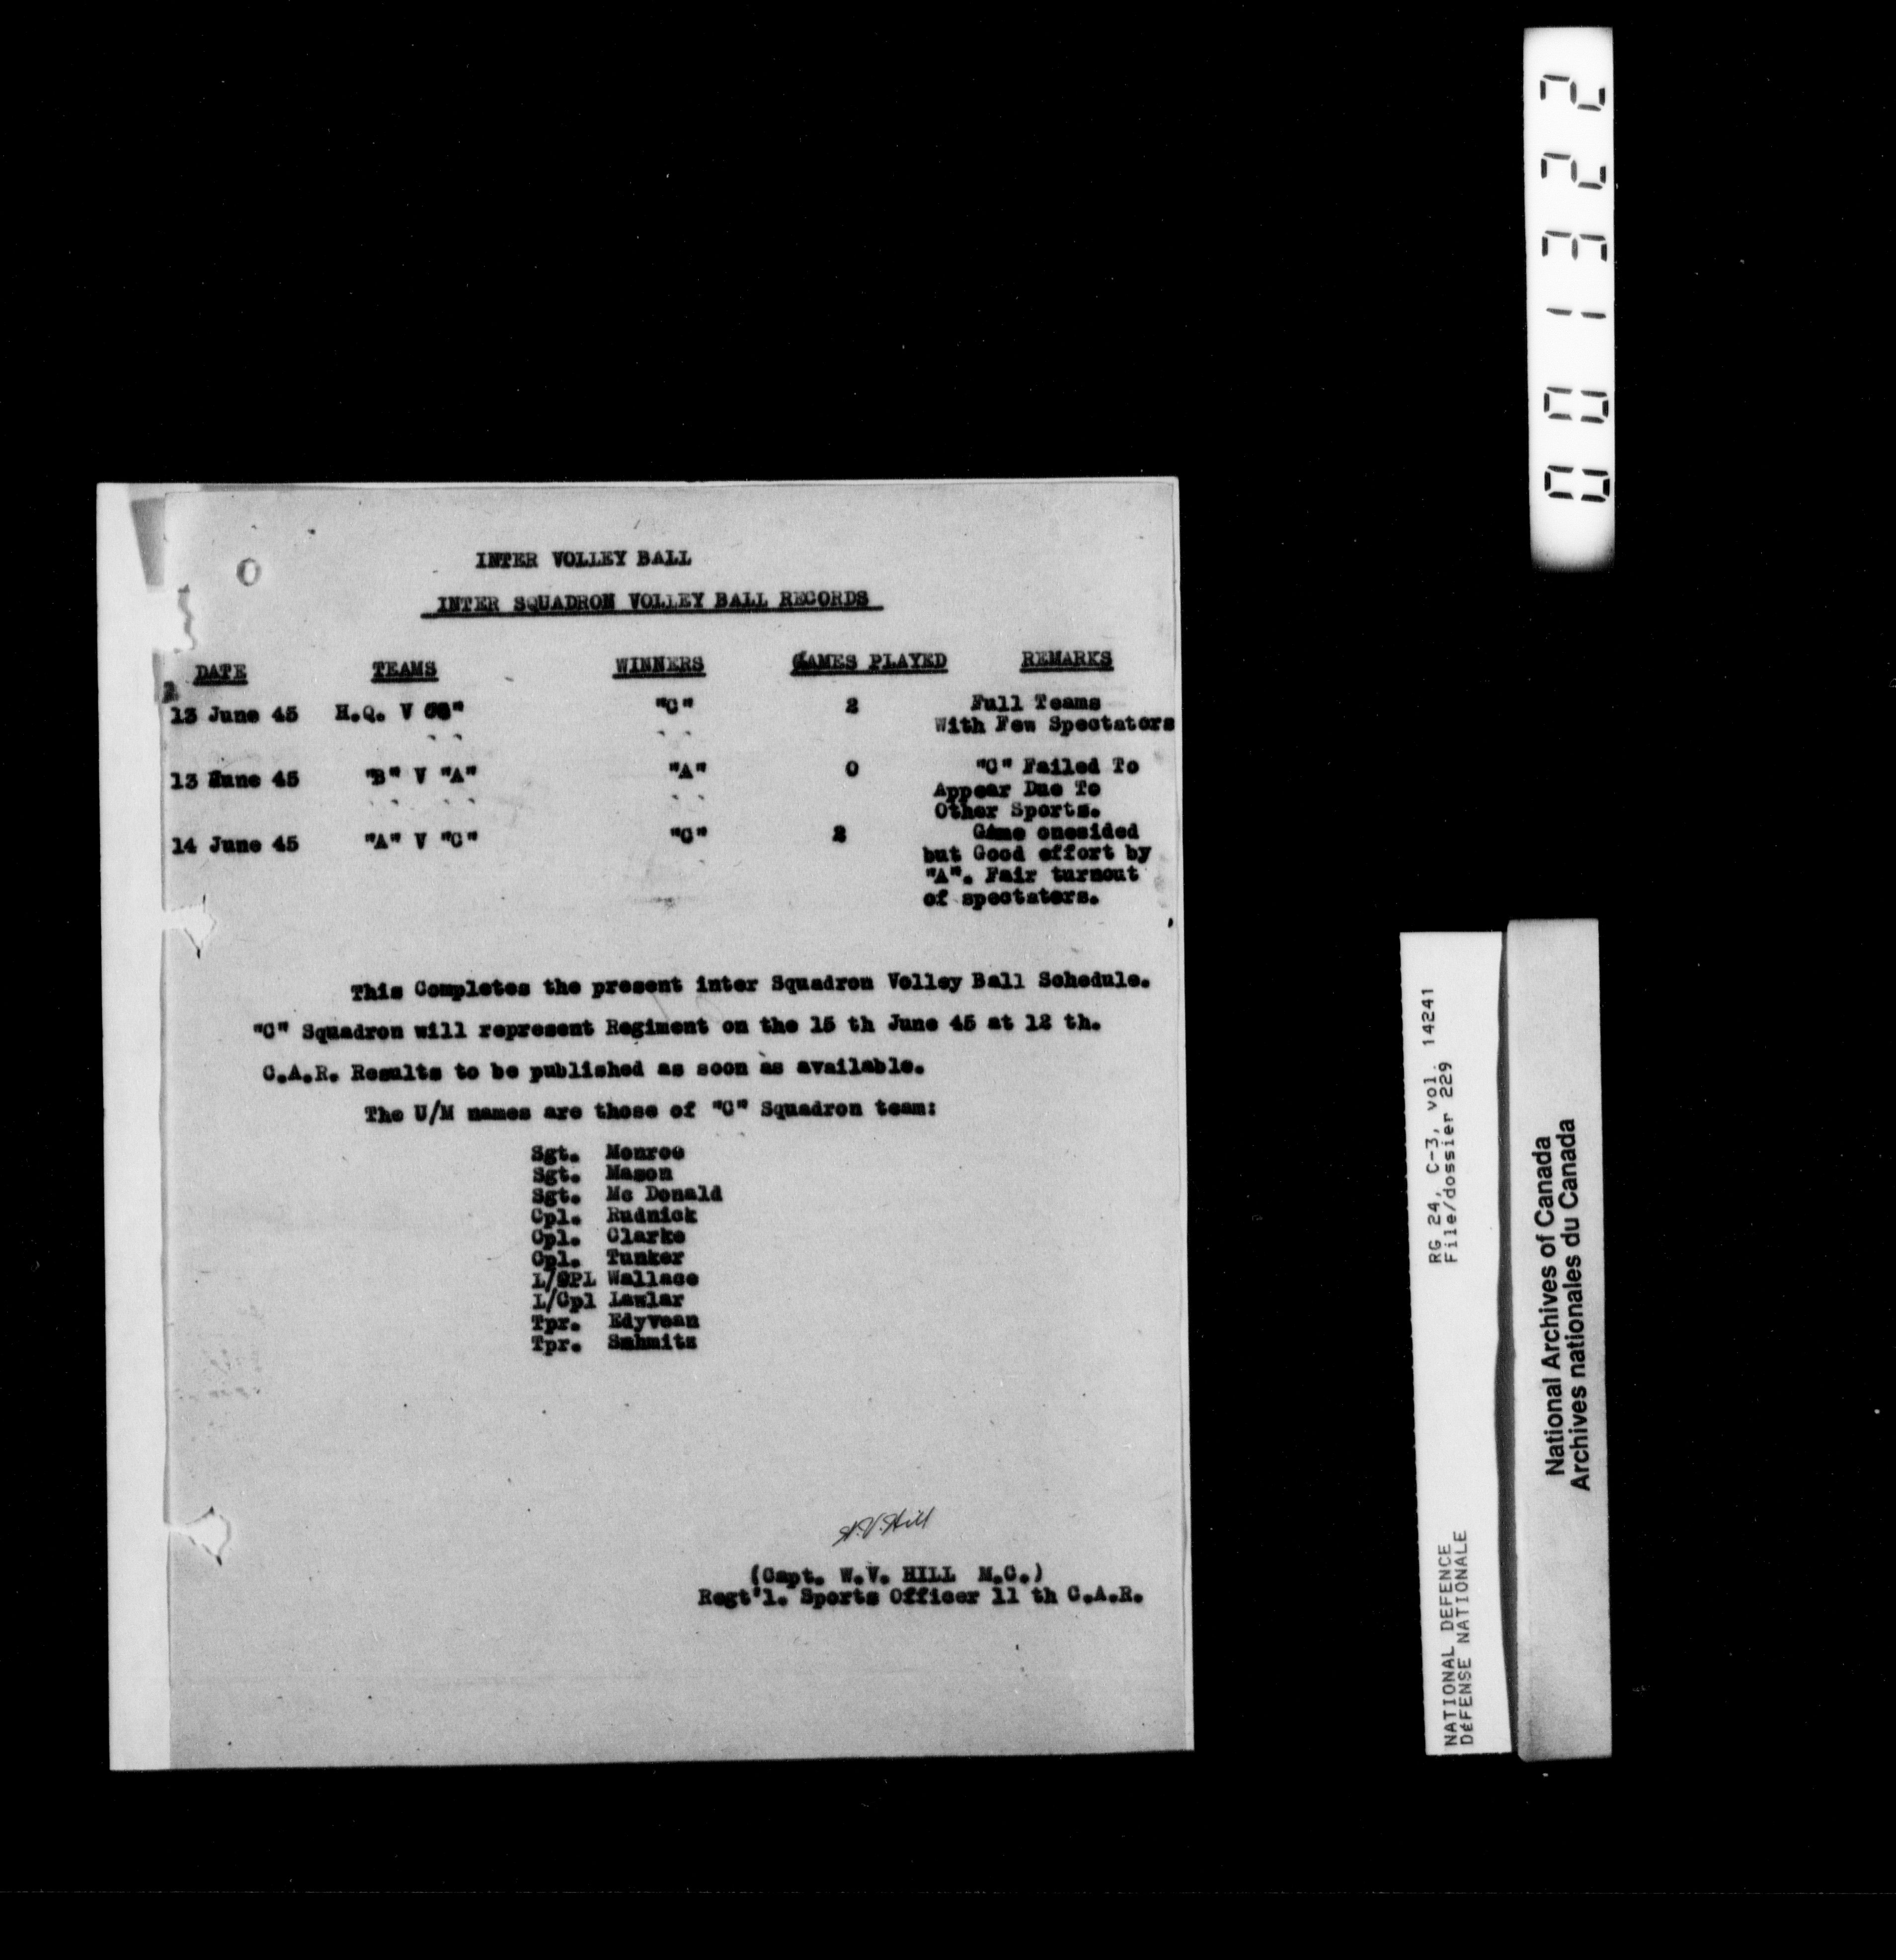 INTER VOLLEY BALL
INTER SQUADRON VOLLEY BALL RECORDS
DATE TEAMS WINNERS GAMES PLAYED REMARKS
13 June 45 H.Q. V "C" "C" 2 Full Teams
With Few Spectators
13 June 45 "B" V "A" "A" 0 "C" Failed To
Appear Due To
Other Sports.
14 June 45 "A" V "C" "C" 2 Game onesided
but Good effort by
"A". Fair turnout
of spectators.
This Completes the present inter Squadron Volley Ball Schedule.
"C" Squadron will represent Regiment on the 15 th June 45 at 12 th.
C.A.R. Results to be published as soon as available.
The U/M names are those of "C" Squadron team:
Sgt. Monroe
Sgt. Mason
Sgt. Mc Donald
Cpl. Rudnick
Cpl. Clarke
Cpl. Tunker
L/CPL Wallace
L/Cpl Lawlar
Tpr. Edyvean
Tpr. Smhmitz
W.V. Hill
(Capt. W.V. HILL M.C.)
Regt'l. Sports Officer 11 th C.A.R.
001322
NATIONAL DEFENCE RG 24, C-3, vol. 14241
DÉFENSE NATIONALE File/dossier 229
National Archives of Canada
Archives nationales du Canada